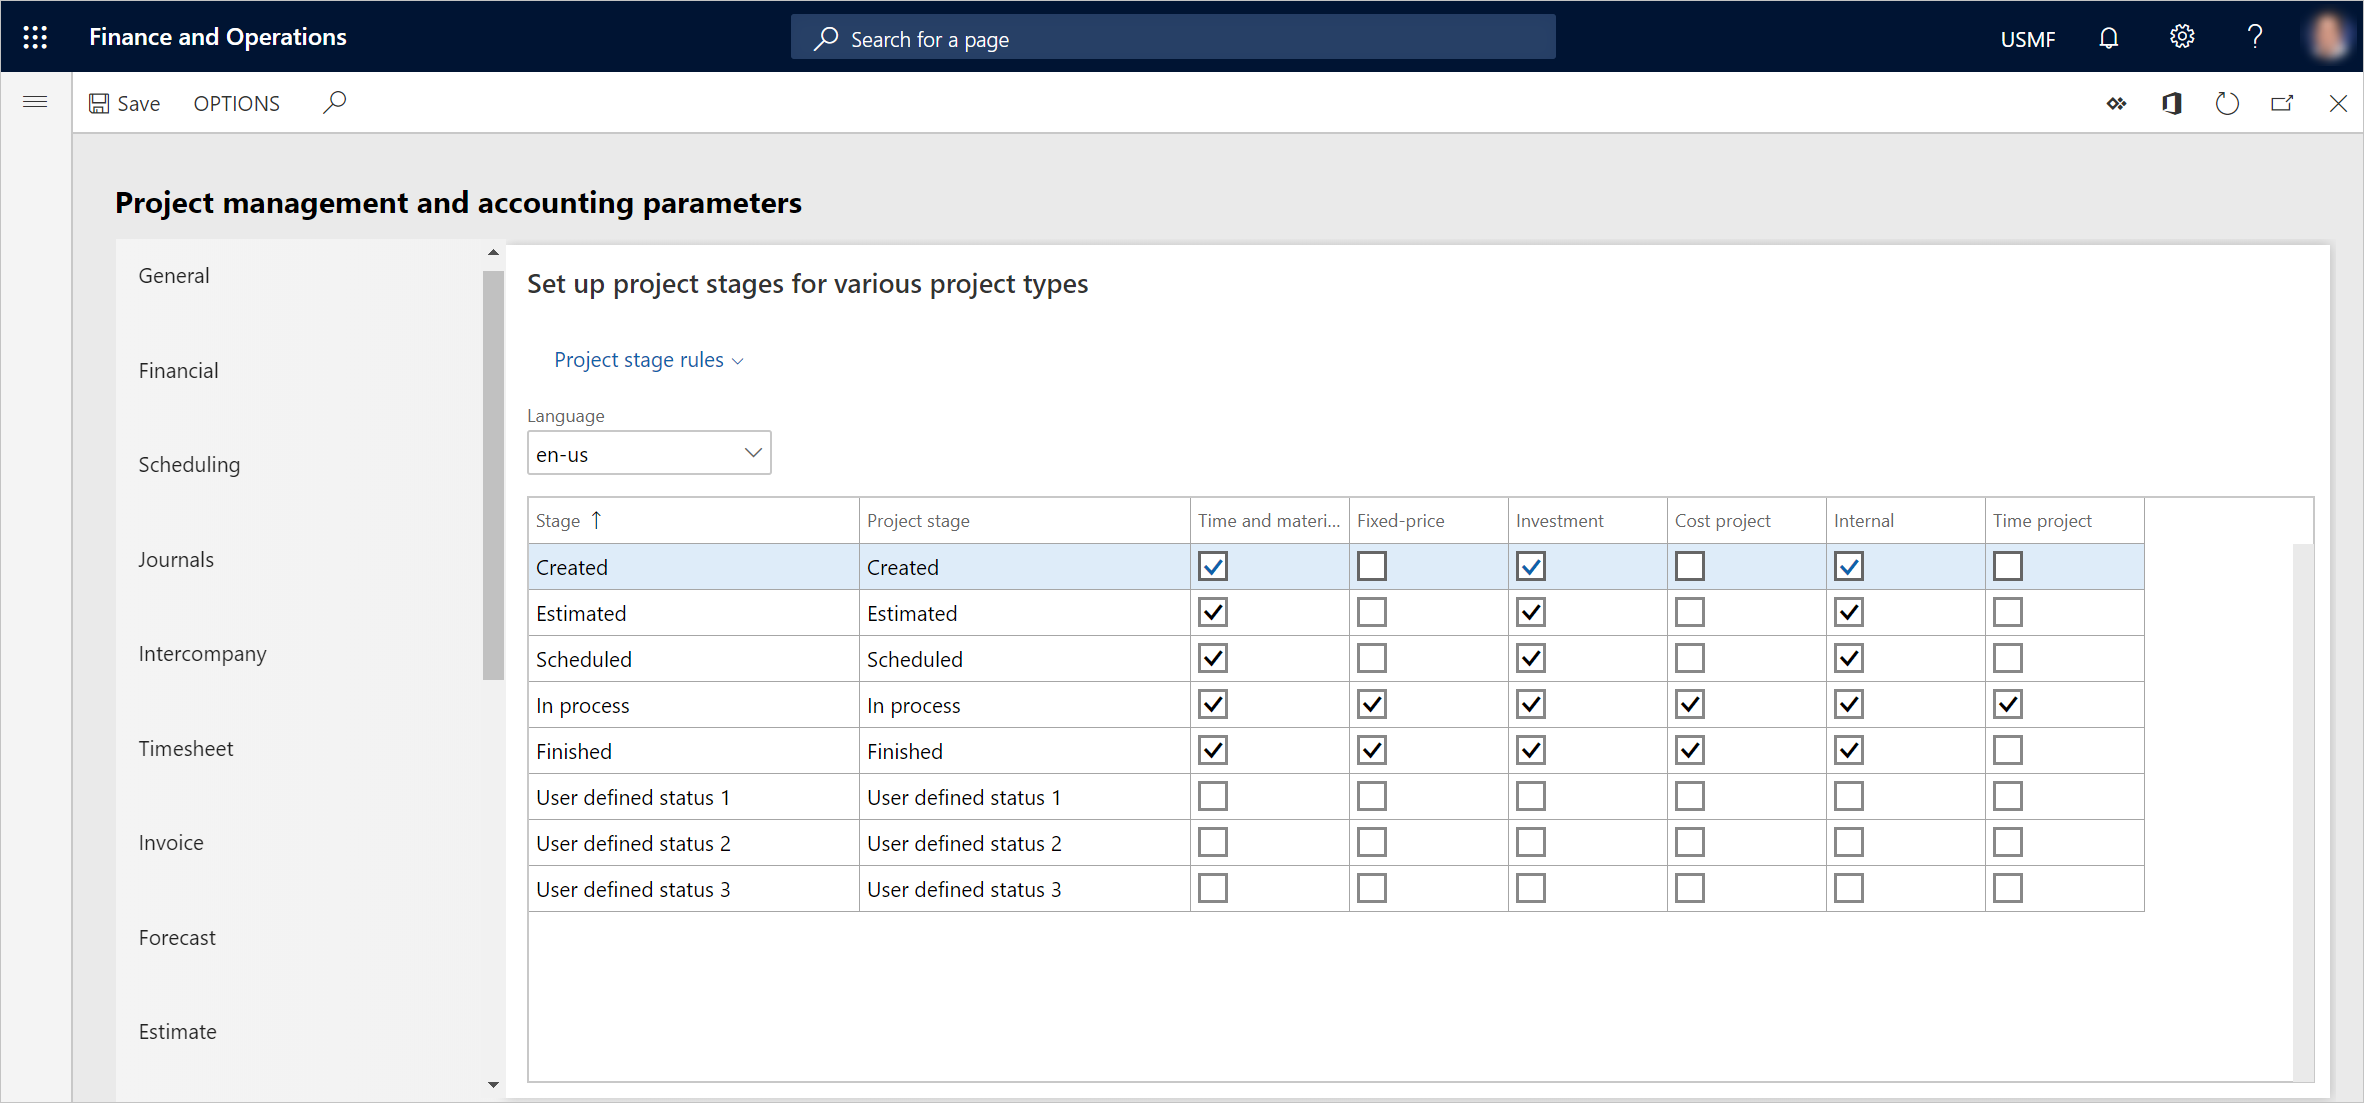 Finance and Operations
Search for a page
USMF
Save
OPTIONS
Project management and accounting parameters
General
Financial
Scheduling
Journals
Intercompany
Timesheet
Invoice
Forecast
Estimate
Set up project stages for various project types
Project stage rules
Language
en-us
Stage Project stage Time and materi... Fixed-price Investment Cost project Internal Time project
Created Created
Estimated Estimated
Scheduled Scheduled
In process In process
Finished Finished
User defined status 1 User defined status 1
User defined status 2 User defined status 2
User defined status 3 User defined status 3